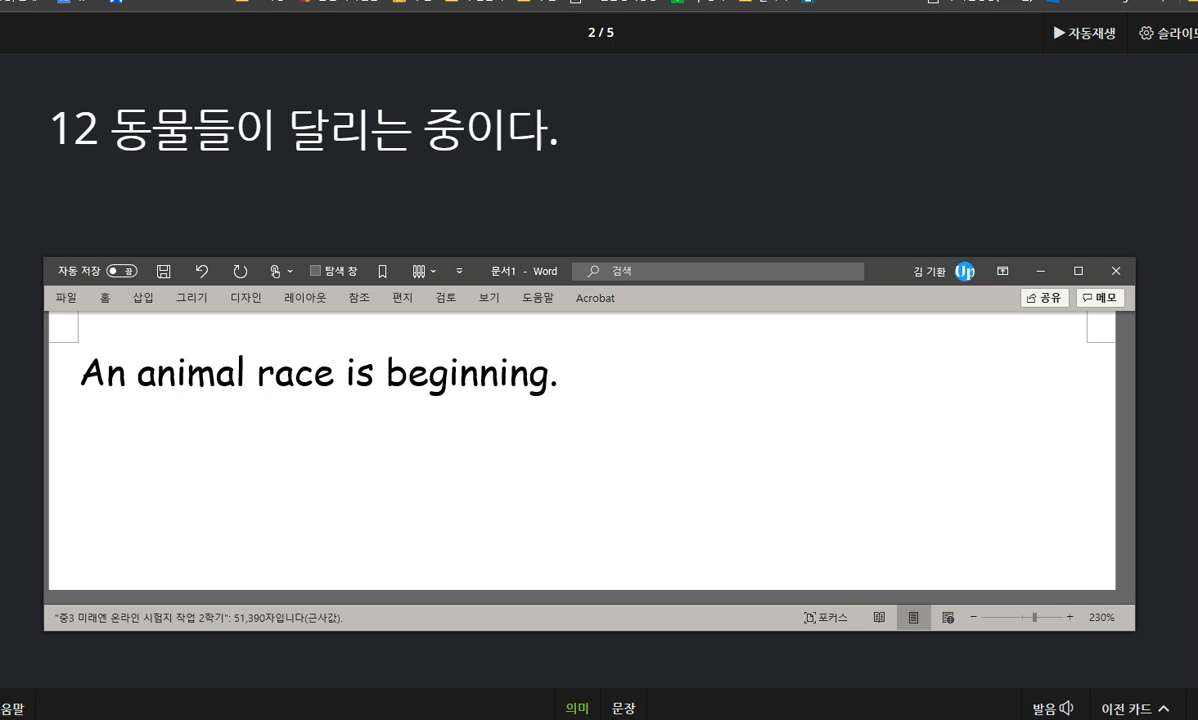 2 / 5
▶자동재생
슬라이드
12 동물들이 달리는 중이다.
자동 저장 끔 탐색 창 문서1 - Word 검색 김 기환 Up
파일 홈 삽입 그리기 디자인 레이아웃 참조 편지 검토 보기 도움말 Acrobat 공유 메모
An animal race is beginning.
"중3 미래엔 온라인 시험지 작업 2학기": 51,390자입니다(근사값). 포커스 - + 230%
움말 의미 문장 발음 이전 카드